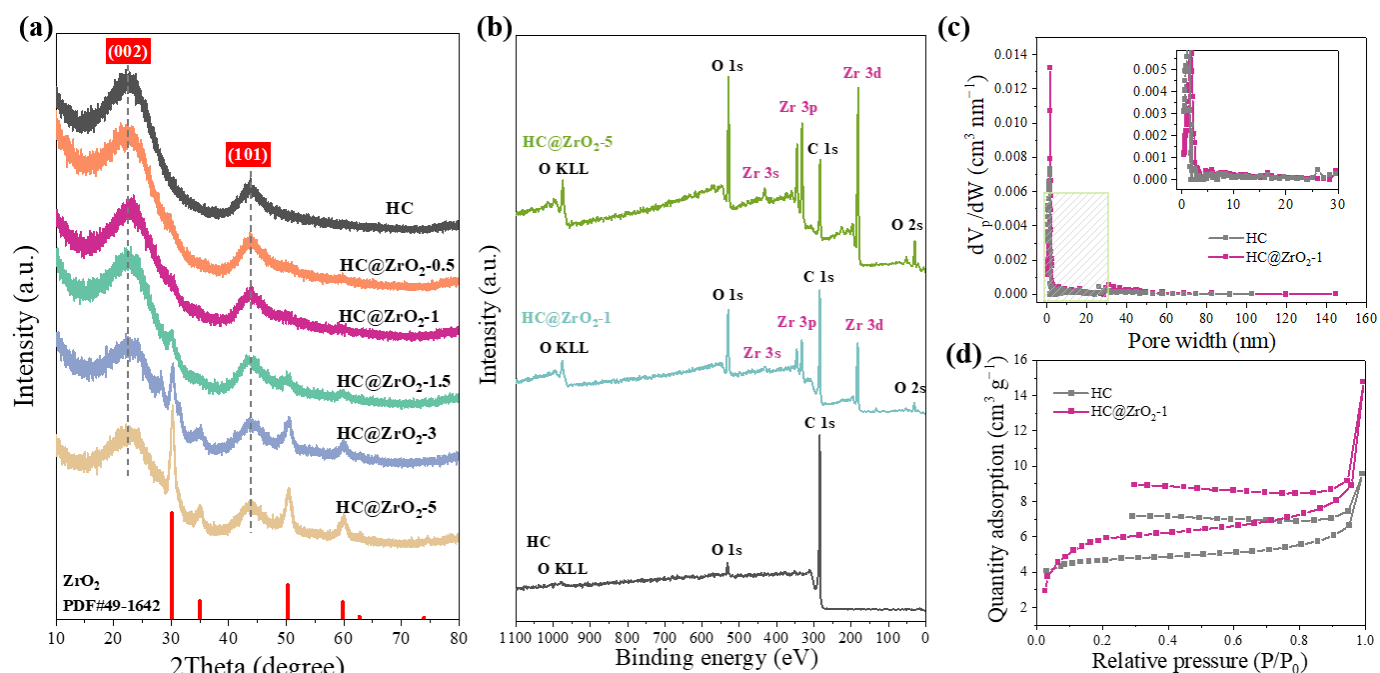 (a)
(002)
(101)
HC
HC@ZrO₂-0.5
HC@ZrO₂-1
HC@ZrO₂-1.5
HC@ZrO₂-3
HC@ZrO₂-5
ZrO₂
PDF#49-1642
Intensity (a.u.)
10 20 30 40 50 60 70 80
2Theta (degree)
(b)
O 1s
Zr 3d
Zr 3p
HC@ZrO₂-5
C 1s
O KLL
Zr 3s
O 2s
C 1s
O 1s
HC@ZrO₂-1
Zr 3p
Zr 3d
O KLL
Zr 3s
O 2s
C 1s
HC
O 1s
O KLL
Intensity (a.u.)
1100 1000 900 800 700 600 500 400 300 200 100 0
Binding energy (eV)
(c)
0.014
0.012
0.010
0.008
0.006
0.004
0.002
0.000
dVₚ/dW (cm³ nm⁻¹)
0.005
0.004
0.003
0.002
0.001
0.000
0 10 20 30
HC
HC@ZrO₂-1
0 20 40 60 80 100 120 140 160
Pore width (nm)
(d)
16
14
12
10
8
6
4
2
Quantity adsorption (cm³ g⁻¹)
HC
HC@ZrO₂-1
0.0 0.2 0.4 0.6 0.8 1.0
Relative pressure (P/P₀)